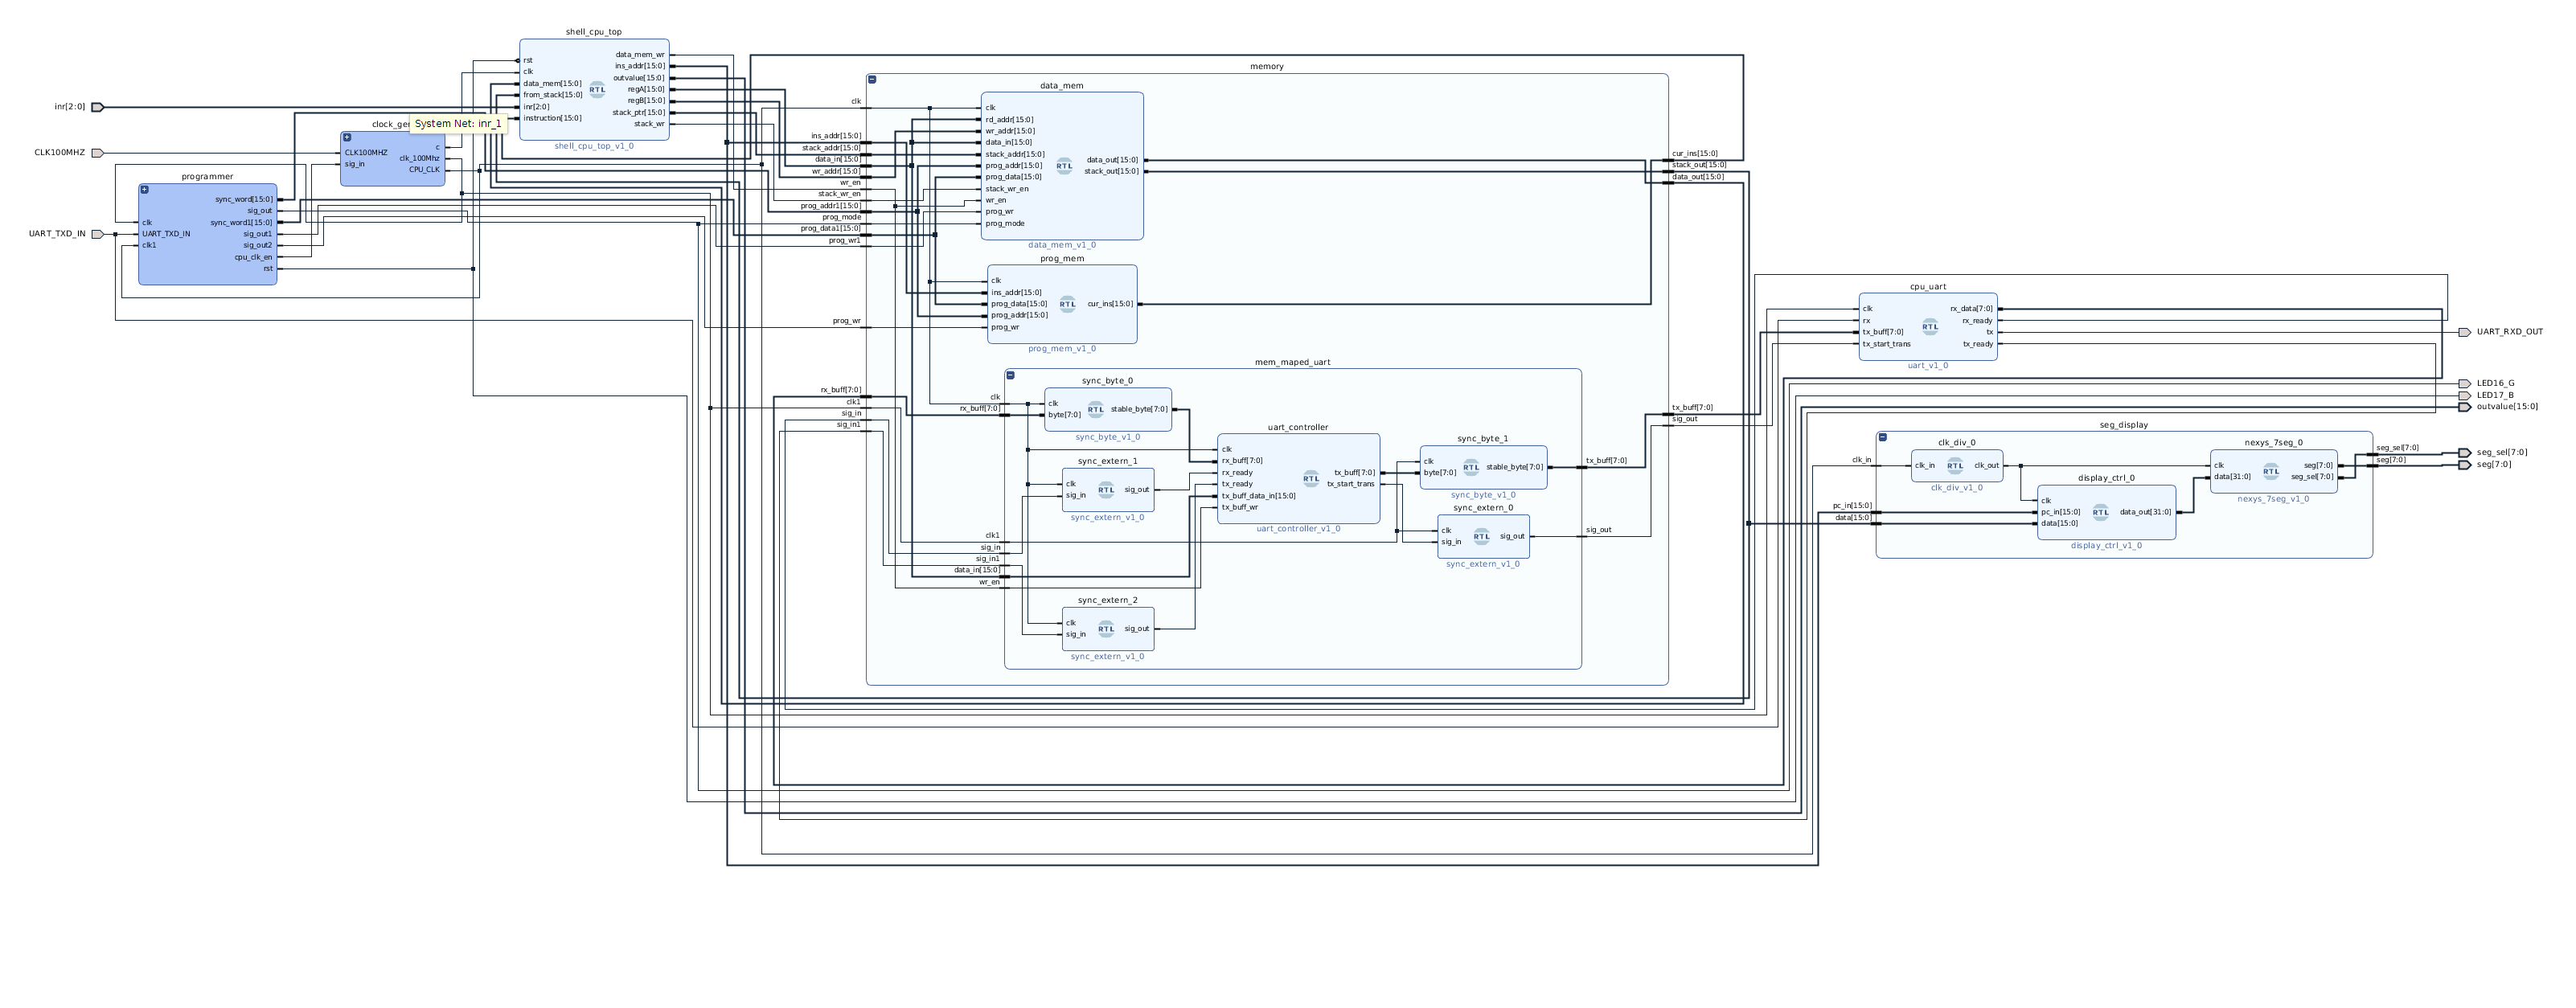 inr[2:0]
CLK100MHZ
UART_TXD_IN
shell_cpu_top
rst
clk
data_mem[15:0]
from_stack[15:0]
inr[2:0]
instruction[15:0]
RTL
data_mem_wr
ins_addr[15:0]
outvalue[15:0]
regA[15:0]
regB[15:0]
stack_ptr[15:0]
stack_wr
shell_cpu_top_v1_0
System Net: inr_1
CLK100MHZ
sig_in
c
clk_100Mhz
CPU_CLK
programmer
clk
UART_TXD_IN
clk1
sync_word[15:0]
sig_out
sync_word1[15:0]
sig_out1
sig_out2
cpu_clk_en
rst
memory
clk
ins_addr[15:0]
stack_addr[15:0]
data_in[15:0]
wr_addr[15:0]
wr_en
stack_wr_en
prog_addr1[15:0]
prog_mode
prog_data1[15:0]
prog_wr1
prog_wr
rx_buff[7:0]
clk1
sig_in
sig_in1
data_mem
clk
rd_addr[15:0]
wr_addr[15:0]
data_in[15:0]
stack_addr[15:0]
prog_addr[15:0]
prog_data[15:0]
stack_wr_en
wr_en
prog_wr
prog_mode
RTL
data_out[15:0]
stack_out[15:0]
data_mem_v1_0
prog_mem
clk
ins_addr[15:0]
prog_data[15:0]
prog_addr[15:0]
prog_wr
RTL
cur_ins[15:0]
prog_mem_v1_0
mem_maped_uart
clk
rx_buff[7:0]
clk1
sig_in
sig_in1
data_in[15:0]
wr_en
sync_byte_0
clk
byte[7:0]
RTL
stable_byte[7:0]
sync_byte_v1_0
sync_extern_1
clk
sig_in
RTL
sig_out
sync_extern_v1_0
sync_extern_2
clk
sig_in
RTL
sig_out
sync_extern_v1_0
uart_controller
clk
rx_buff[7:0]
rx_ready
tx_ready
tx_buff_data_in[15:0]
tx_buff_wr
RTL
tx_buff[7:0]
tx_start_trans
uart_controller_v1_0
sync_byte_1
clk
byte[7:0]
RTL
stable_byte[7:0]
sync_byte_v1_0
sync_extern_0
clk
sig_in
RTL
sig_out
sync_extern_v1_0
tx_buff[7:0]
sig_out
cur_ins[15:0]
stack_out[15:0]
data_out[15:0]
tx_buff[7:0]
sig_out
cpu_uart
clk
rx
tx_buff[7:0]
tx_start_trans
RTL
rx_data[7:0]
rx_ready
tx
tx_ready
uart_v1_0
seg_display
clk_in
pc_in[15:0]
data[15:0]
clk_div_0
clk_in
RTL
clk_out
clk_div_v1_0
display_ctrl_0
clk
pc_in[15:0]
data[15:0]
RTL
data_out[31:0]
display_ctrl_v1_0
nexys_7seg_0
clk
data[31:0]
RTL
seg[7:0]
seg_sel[7:0]
nexys_7seg_v1_0
seg_sel[7:0]
seg[7:0]
UART_RXD_OUT
LED16_G
LED17_B
outvalue[15:0]
seg_sel[7:0]
seg[7:0]